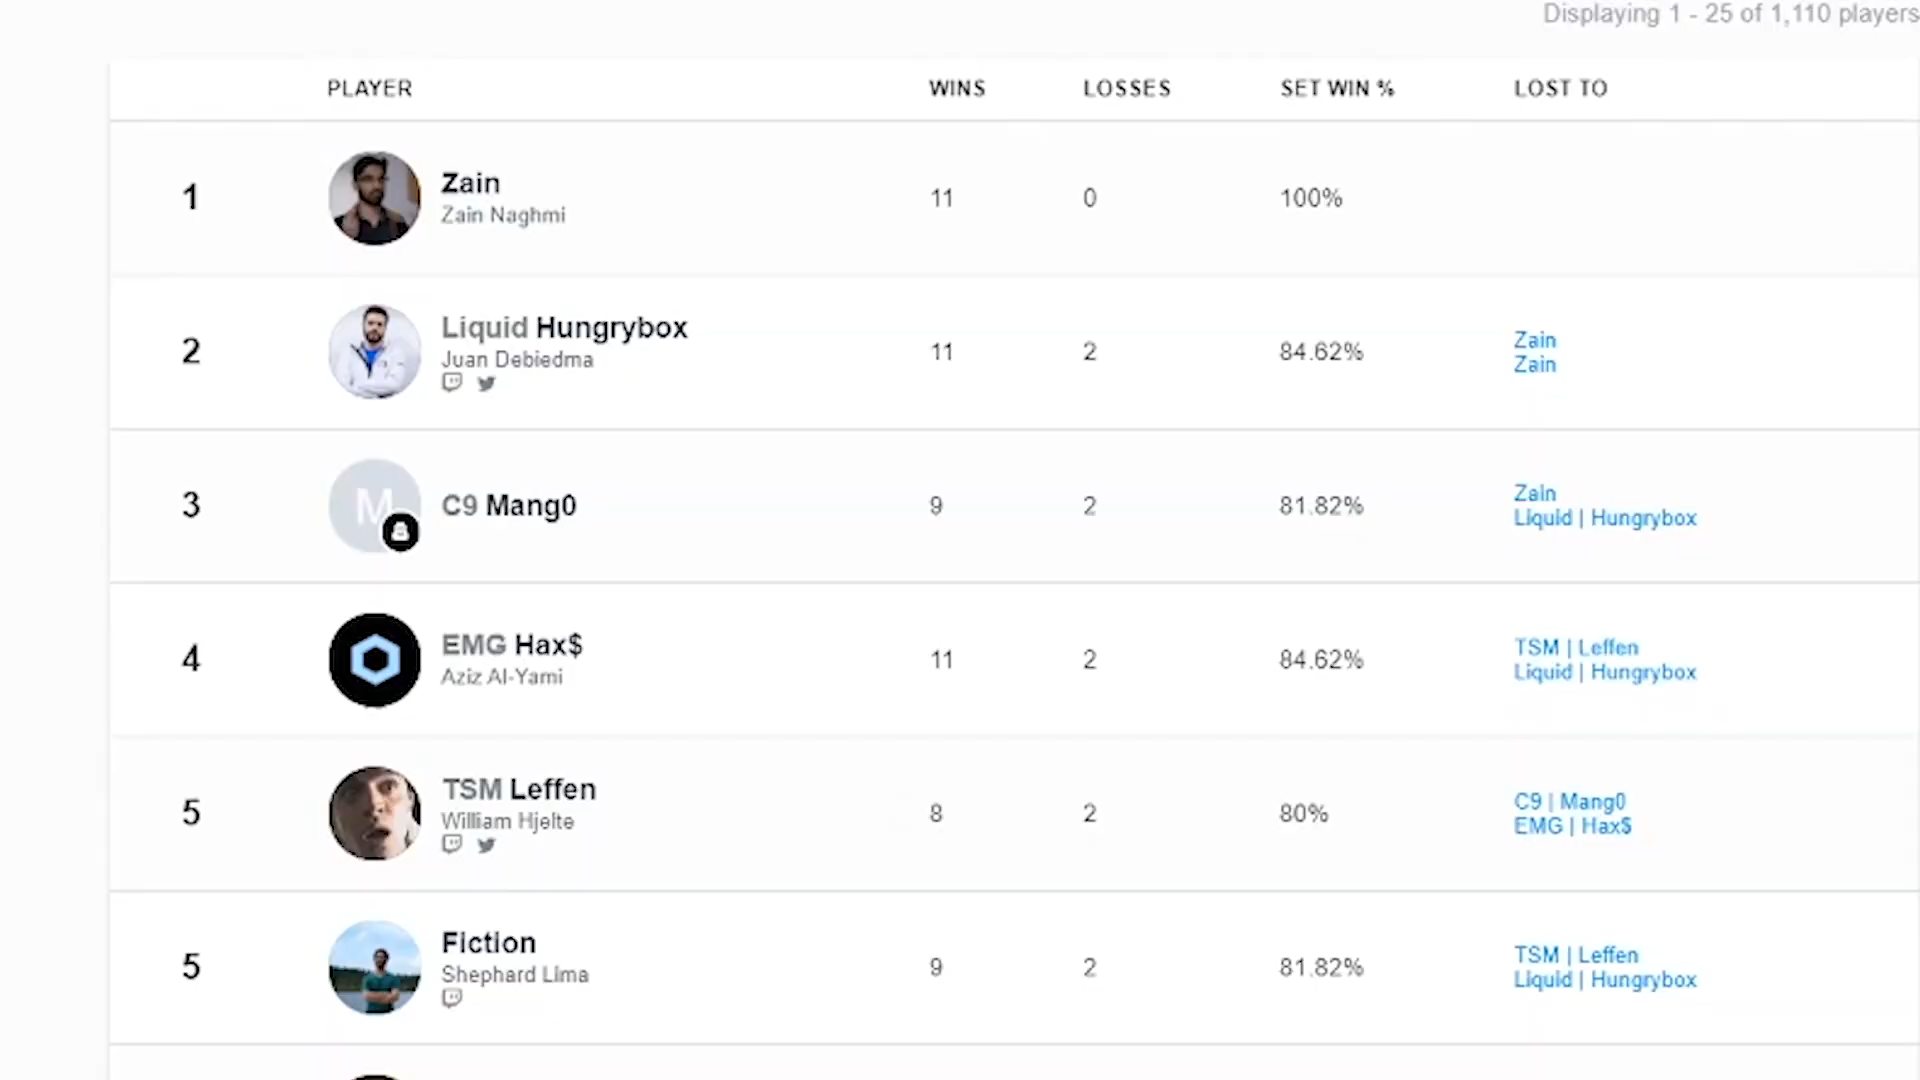 Displaying 1 - 25 of 1,110 players
PLAYER WINS LOSSES SET WIN % LOST TO
1 Zain 11 0 100%
Zain Naghmi
2 Liquid Hungrybox 11 2 84.62% Zain
Juan Debiedma Zain
3 M C9 Mang0 9 2 81.82% Zain
Liquid | Hungrybox
4 EMG Hax$ 11 2 84.62% TSM | Leffen
Aziz Al-Yami Liquid | Hungrybox
5 TSM Leffen 8 2 80% C9 | Mang0
William Hjelte EMG | Hax$
5 Fiction 9 2 81.82% TSM | Leffen
Shephard Lima Liquid | Hungrybox